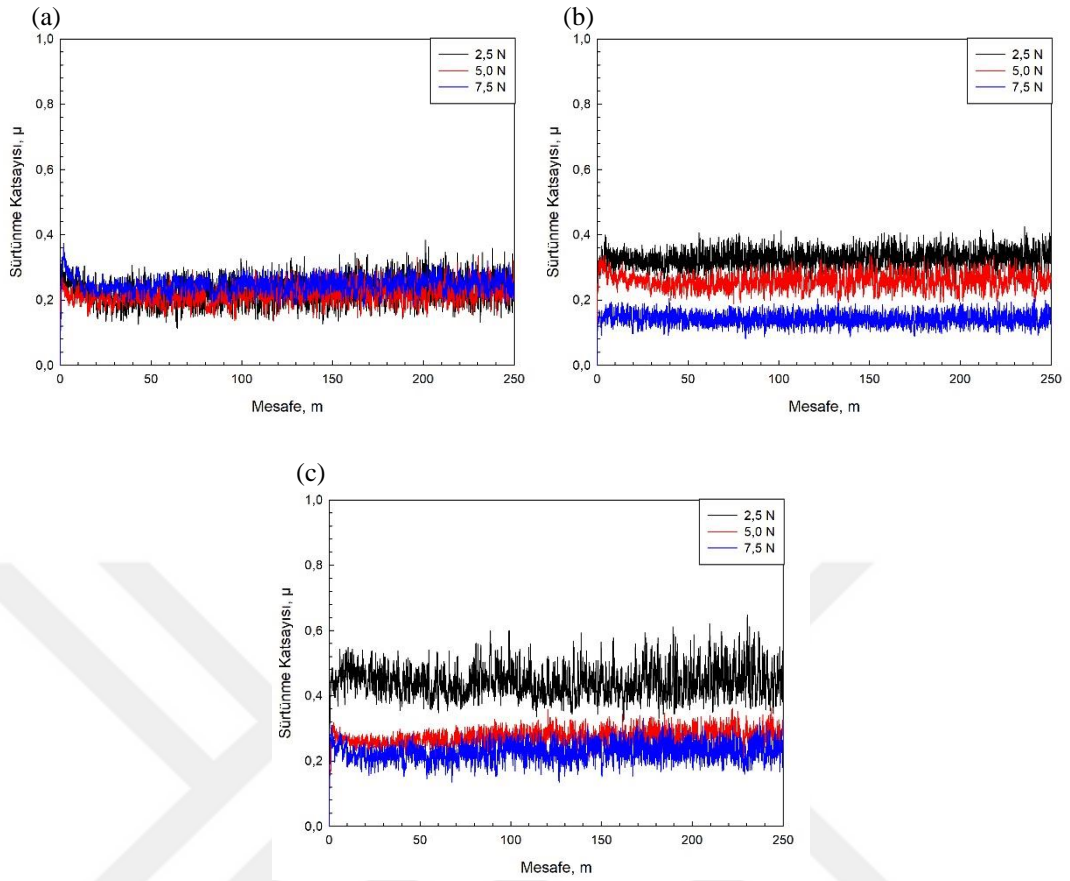 (a)
1,0
0,8
0,6
0,4
0,2
0,0
Sürtünme Katsayısı, μ
2,5 N
5,0 N
7,5 N
0 50 100 150 200 250
Mesafe, m
(b)
1,0
0,8
0,6
0,4
0,2
0,0
Sürtünme Katsayısı, μ
2,5 N
5,0 N
7,5 N
0 50 100 150 200 250
Mesafe, m
(c)
1,0
0,8
0,6
0,4
0,2
0,0
Sürtünme Katsayısı, μ
2,5 N
5,0 N
7,5 N
0 50 100 150 200 250
Mesafe, m